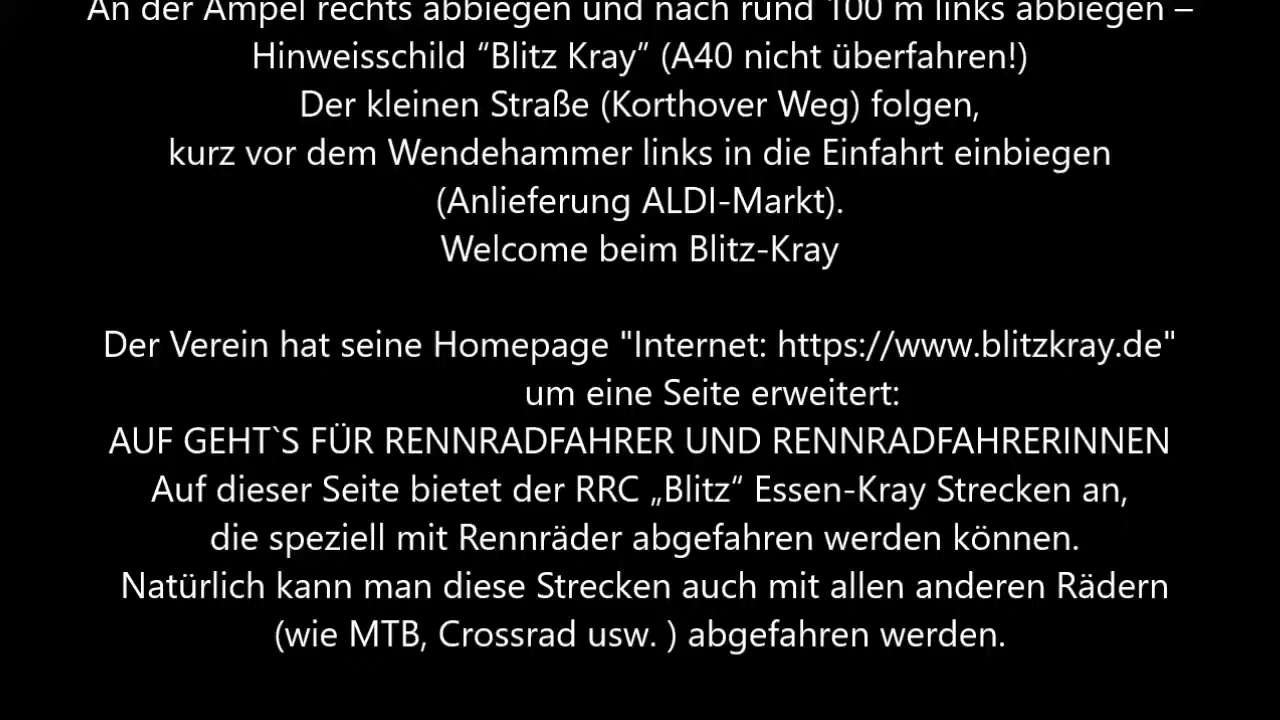 An der Ampel rechts abbiegen und nach rund 100 m links abbiegen –
Hinweisschild “Blitz Kray” (A40 nicht überfahren!)
Der kleinen Straße (Korthover Weg) folgen,
kurz vor dem Wendehammer links in die Einfahrt einbiegen
(Anlieferung ALDI-Markt).
Welcome beim Blitz-Kray
Der Verein hat seine Homepage "Internet: https://www.blitzkray.de"
um eine Seite erweitert:
AUF GEHT`S FÜR RENNRADFAHRER UND RENNRADFAHRERINNEN
Auf dieser Seite bietet der RRC „Blitz“ Essen-Kray Strecken an,
die speziell mit Rennräder abgefahren werden können.
Natürlich kann man diese Strecken auch mit allen anderen Rädern
(wie MTB, Crossrad usw. ) abgefahren werden.